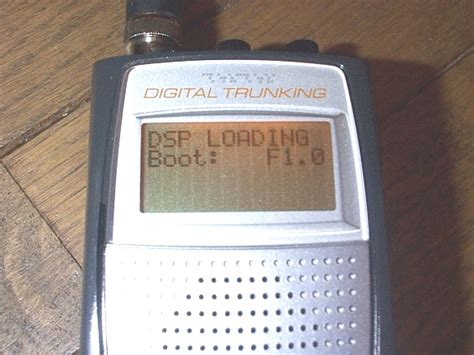 DIGITAL TRUNKING
DSP LOADING
Boot: F1.0